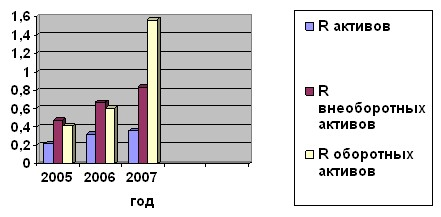 1,6
1,4
1,2
1
0,8
0,6
0,4
0,2
0
2005 2006 2007
год
R активов
R
внеоборотных
активов
R оборотных
активов